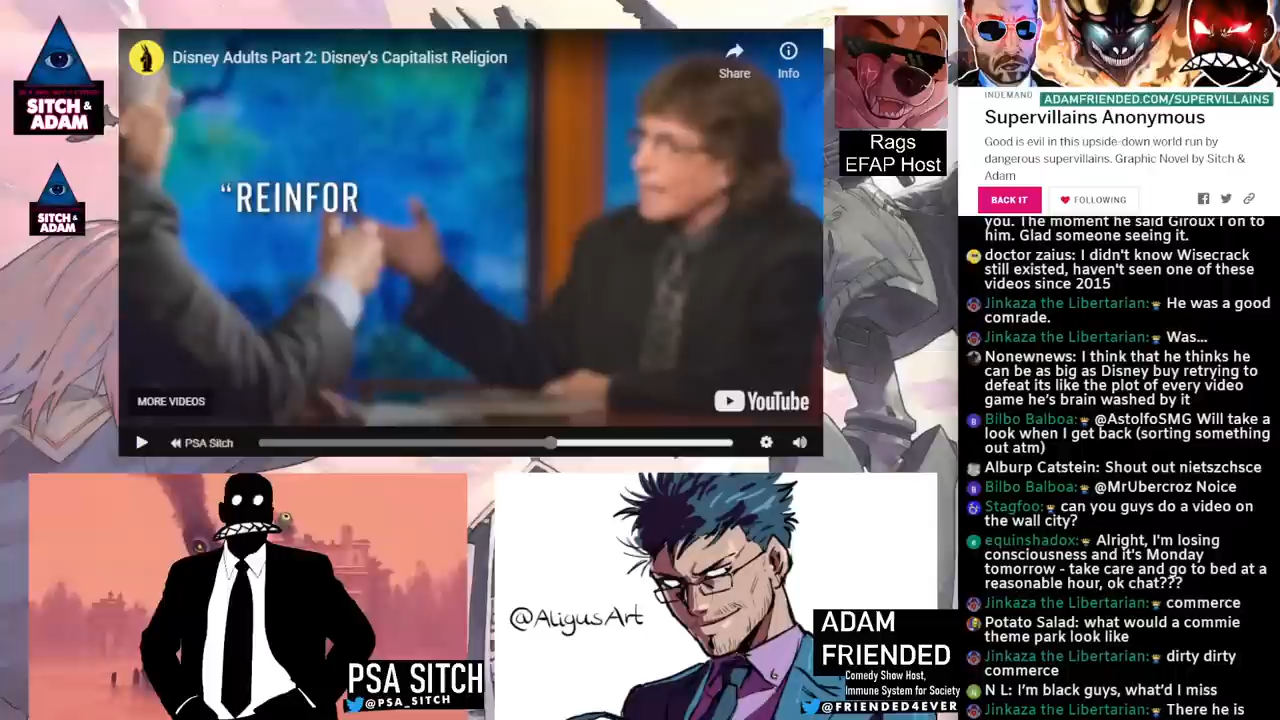 SITCH &
ADAM
SITCH &
ADAM
Disney Adults Part 2: Disney's Capitalist Religion
Share
Info
“REINFOR
MORE VIDEOS
YouTube
PSA Sitch
Rags
EFAP Host
INDEMAND
ADAMFRIENDED.COM/SUPERVILLAINS
Supervillains Anonymous
Good is evil in this upside-down world run by
dangerous supervillains. Graphic Novel by Sitch &
Adam
BACK IT
FOLLOWING
you. The moment he said Giroux I on to
him. Glad someone seeing it.
doctor zaius: I didn't know Wisecrack
still existed, haven't seen one of these
videos since 2015
Jinkaza the Libertarian: He was a good
comrade.
Jinkaza the Libertarian: Was...
Nonewnews: I think that he thinks he
can be as big as Disney buy retrying to
defeat its like the plot of every video
game he's brain washed by it
Bilbo Balboa: @AstolfoSMG Will take a
look when I get back (sorting something
out atm)
Alburp Catstein: Shout out nietszchsce
Bilbo Balboa: @MrUbercroz Noice
Stagfoo: can you guys do a video on
the wall city?
equinshadox: Alright, I'm losing
consciousness and it's Monday
tomorrow - take care and go to bed at a
reasonable hour, ok chat???
Jinkaza the Libertarian: commerce
Potato Salad: what would a commie
theme park look like
Jinkaza the Libertarian: dirty dirty
commerce
N L: I'm black guys, what'd I miss
Jinkaza the Libertarian: There he is
PSA SITCH
@PSA_SITCH
@AligusArt
ADAM
FRIENDED
Comedy Show Host,
Immune System for Society
@FRIENDED4EVER